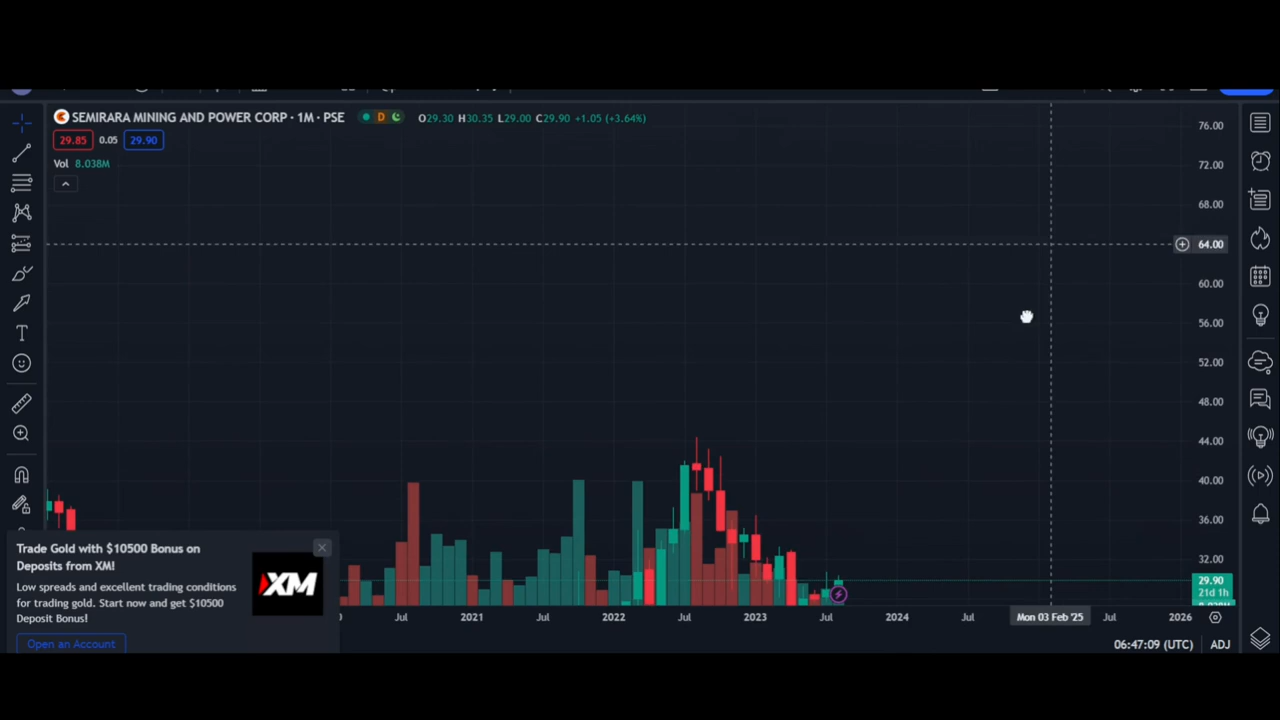 SEMIRARA MINING AND POWER CORP · 1M · PSE
D
O29.30 H30.35 L29.00 C29.90 +1.05 (+3.64%)
29.85 0.05 29.90
Vol 8.038M
76.00
72.00
68.00
64.00
60.00
56.00
52.00
48.00
44.00
40.00
36.00
32.00
29.90
21d 1h
Trade Gold with $10500 Bonus on
Deposits from XM!
Low spreads and excellent trading conditions
for trading gold. Start now and get $10500
Deposit Bonus!
XM
Open an Account
2021 Jul 2022 Jul 2023 Jul 2024 Jul Mon 03 Feb '25 Jul 2026
06:47:09 (UTC) ADJ